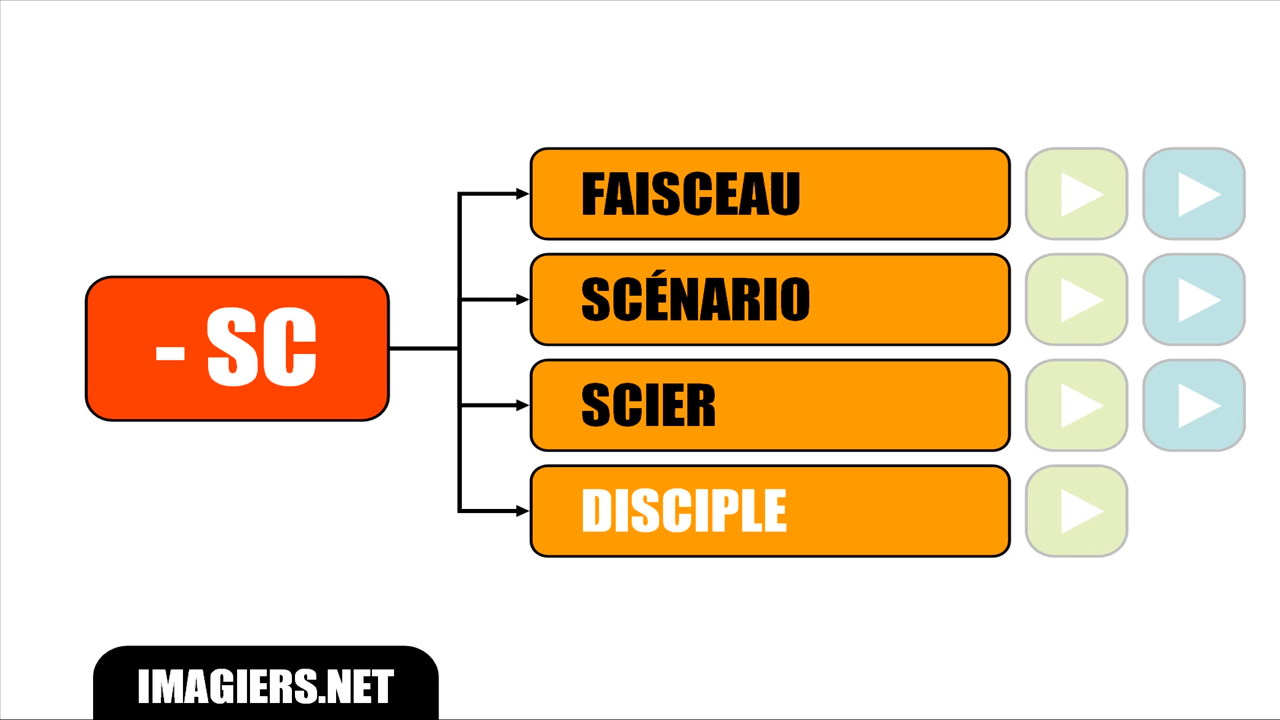 - SC
FAISCEAU
SCÉNARIO
SCIER
DISCIPLE
IMAGIERS.NET